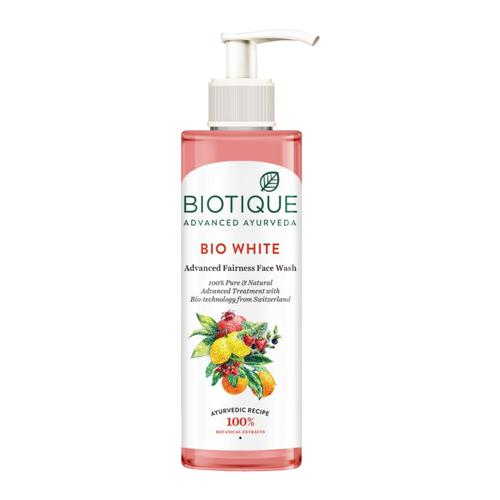 BIOTIQUE
ADVANCED AYURVEDA
BIO WHITE
Advanced Fairness Face Wash
100% Pure & Natural
Advanced Treatment with
Bio-technology from Switzerland
AYURVEDIC RECIPE
100%
BOTANICAL EXTRACTS